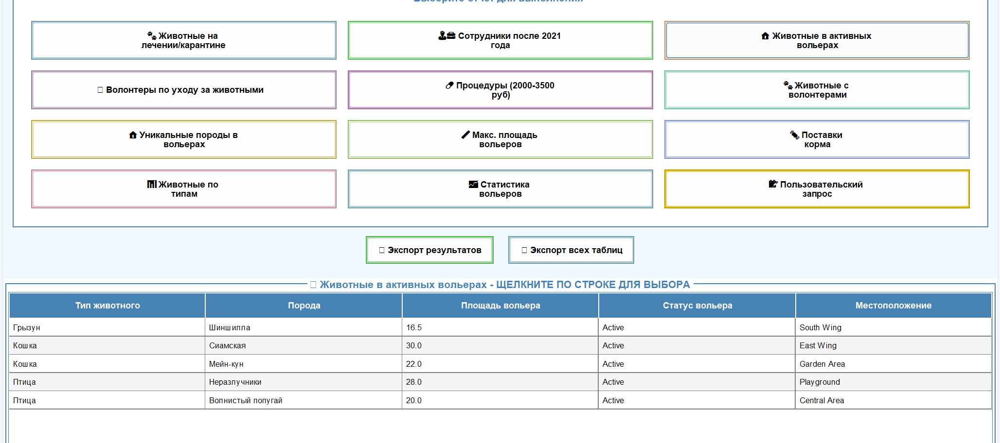 Выберите отчет для выполнения
Животные на
лечении/карантине
Сотрудники после 2021
года
Животные в активных
вольерах
Волонтеры по уходу за животными
Процедуры (2000-3500
руб)
Животные с
волонтерами
Уникальные породы в
вольерах
Макс. площадь
вольеров
Поставки
корма
Животные по
типам
Статистика
вольеров
Пользовательский
запрос
Экспорт результатов
Экспорт всех таблиц
Животные в активных вольерах - ЩЕЛКНИТЕ ПО СТРОКЕ ДЛЯ ВЫБОРА
Тип животного Порода Площадь вольера Статус вольера Местоположение
Грызун Шиншилла 16.5 Active South Wing
Кошка Сиамская 30.0 Active East Wing
Кошка Мейн-кун 22.0 Active Garden Area
Птица Неразлучники 28.0 Active Playground
Птица Волнистый попугай 20.0 Active Central Area